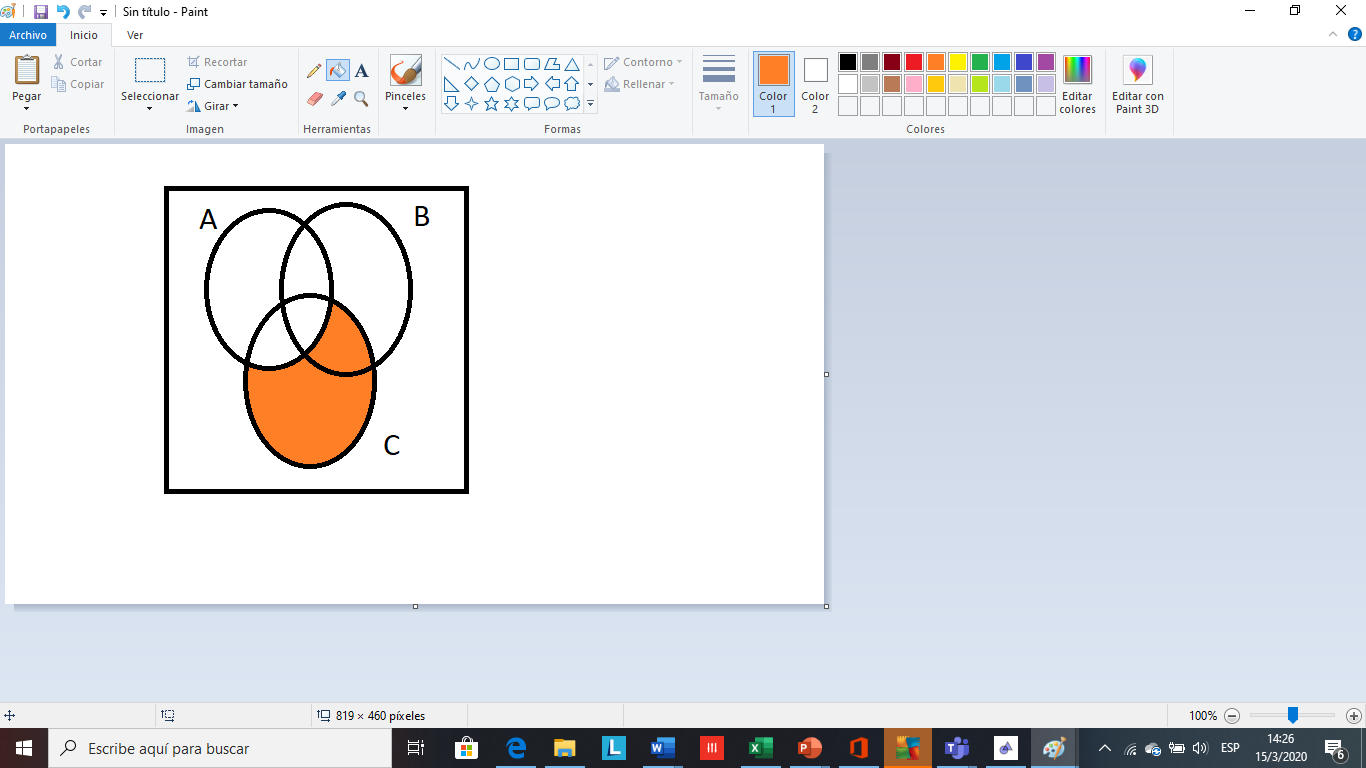 Sin título - Paint
Archivo Inicio Ver
Pegar
Cortar
Copiar
Portapapeles
Seleccionar
Recortar
Cambiar tamaño
Girar
Imagen
A
Herramientas
Pinceles
Contorno
Rellenar
Formas
Tamaño
Color
1
Color
2
Editar
colores
Colores
Editar con
Paint 3D
A
B
C
819 × 460 píxeles
100%
Escribe aquí para buscar
L
W
X
P
T
ESP
14:26
15/3/2020
6